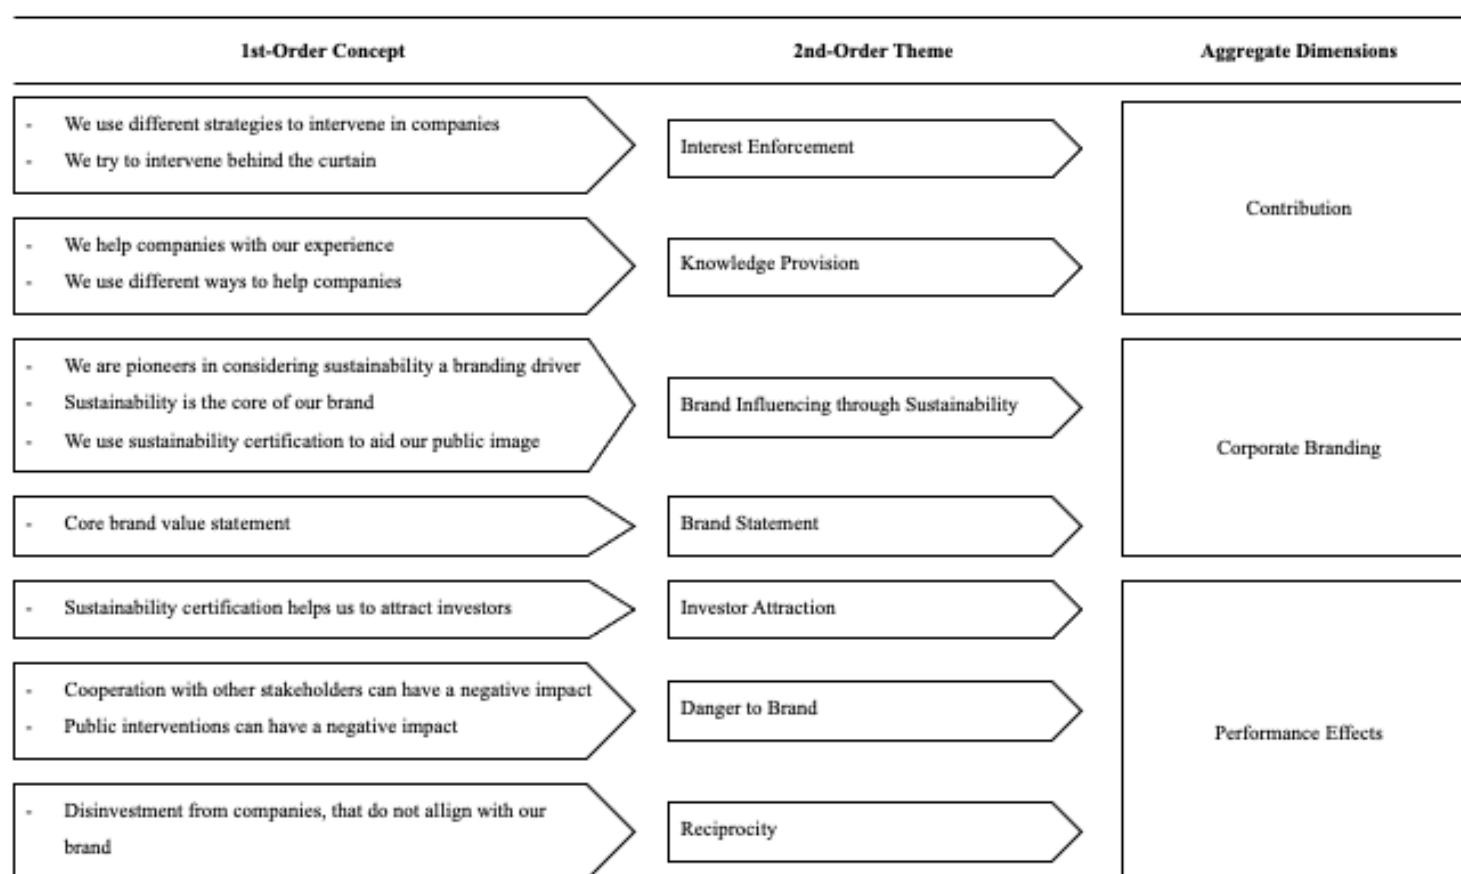 1st-Order Concept
2nd-Order Theme
Aggregate Dimensions
- We use different strategies to intervene in companies
- We try to intervene behind the curtain
Interest Enforcement
- We help companies with our experience
- We use different ways to help companies
Knowledge Provision
Contribution
- We are pioneers in considering sustainability a branding driver
- Sustainability is the core of our brand
- We use sustainability certification to aid our public image
Brand Influencing through Sustainability
- Core brand value statement
Brand Statement
Corporate Branding
- Sustainability certification helps us to attract investors
Investor Attraction
- Cooperation with other stakeholders can have a negative impact
- Public interventions can have a negative impact
Danger to Brand
- Disinvestment from companies, that do not allign with our
brand
Reciprocity
Performance Effects